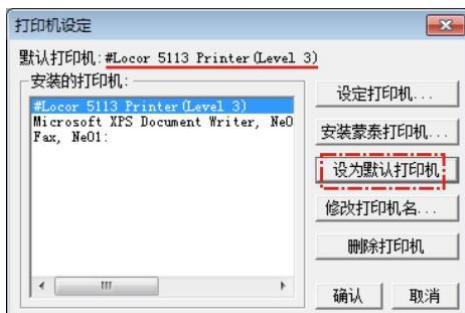 打印机设定
默认打印机:#Locor 5113 Printer(Level 3)
安装的打印机:
#Locor 5113 Printer(Level 3)
Microsoft XPS Document Writer, Ne0
Fax, Ne01:
设定打印机...
安装蒙泰打印机...
设为默认打印机
修改打印机名...
删除打印机
确认
取消